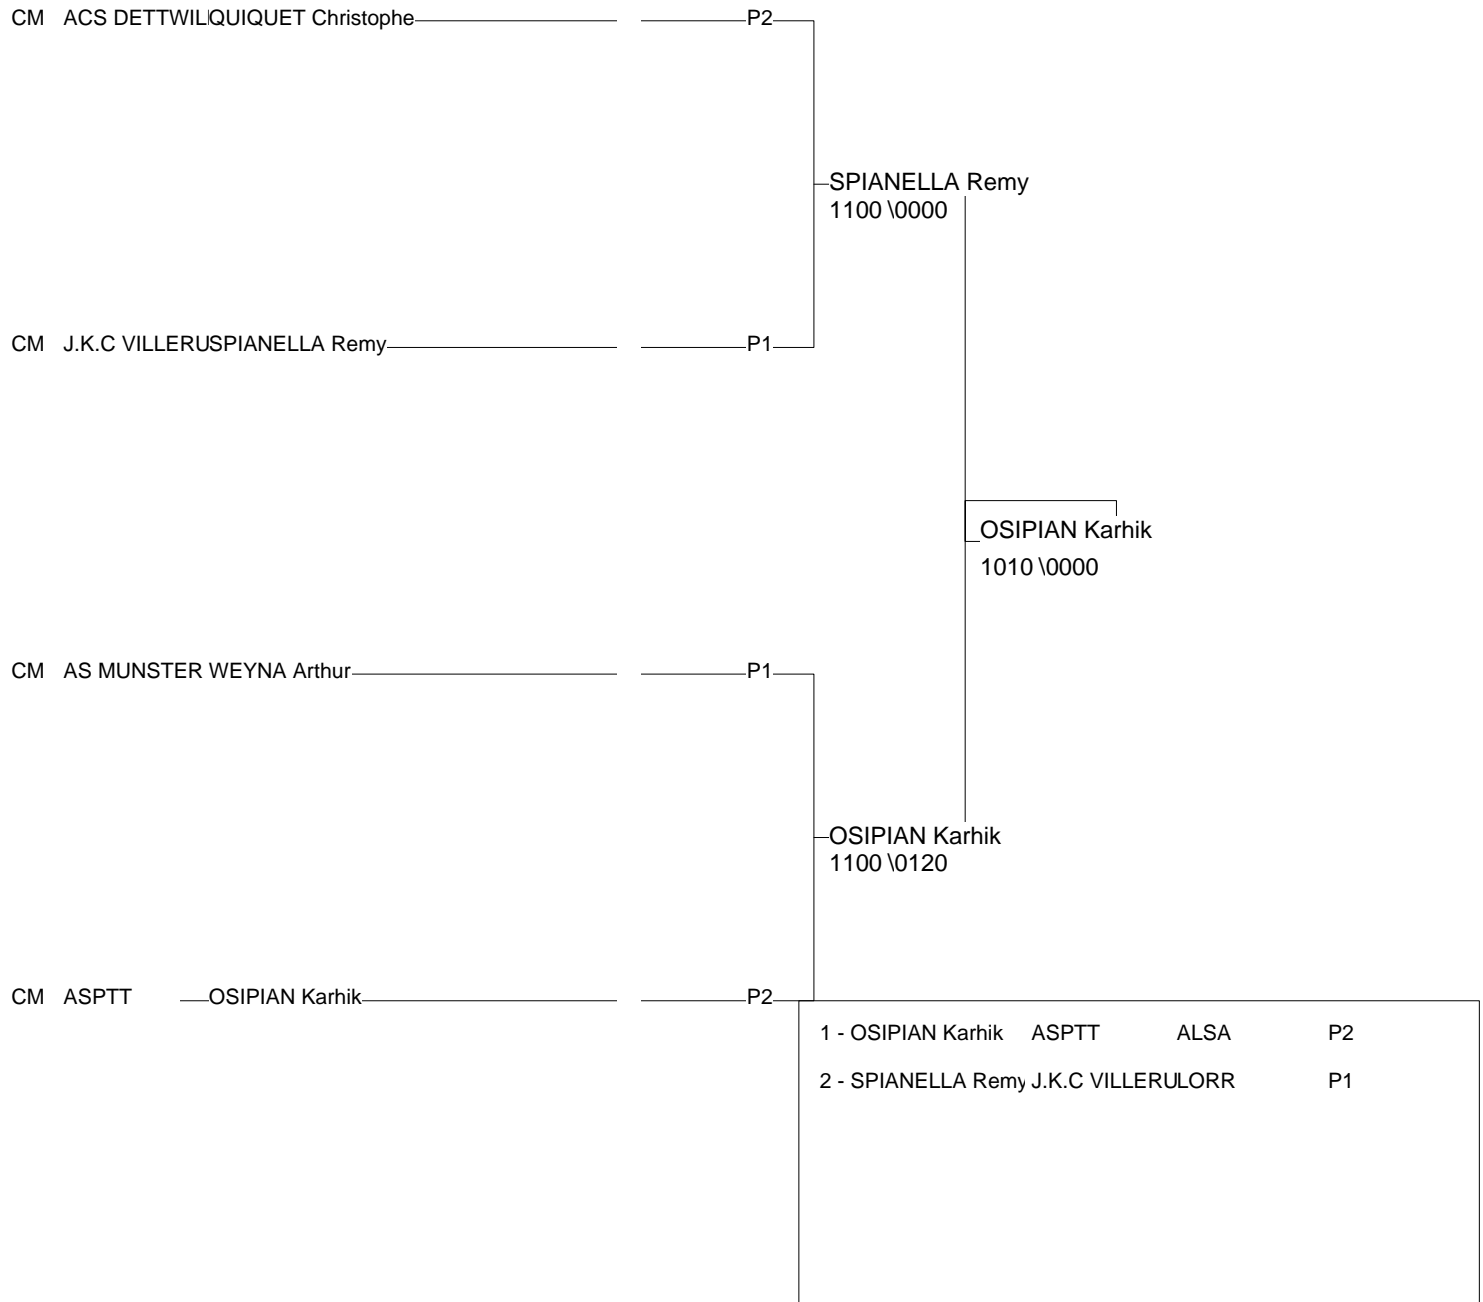 CM ACS DETTWIL QUIQUET Christophe P2
SPIANELLA Remy
1100 \0000
CM J.K.C VILLERU SPIANELLA Remy P1
OSIPIAN Karhik
1010 \0000
CM AS MUNSTER WEYNA Arthur P1
OSIPIAN Karhik
1100 \0120
CM ASPTT OSIPIAN Karhik P2
1 - OSIPIAN Karhik ASPTT ALSA P2
2 - SPIANELLA Remy J.K.C VILLERU LORR P1